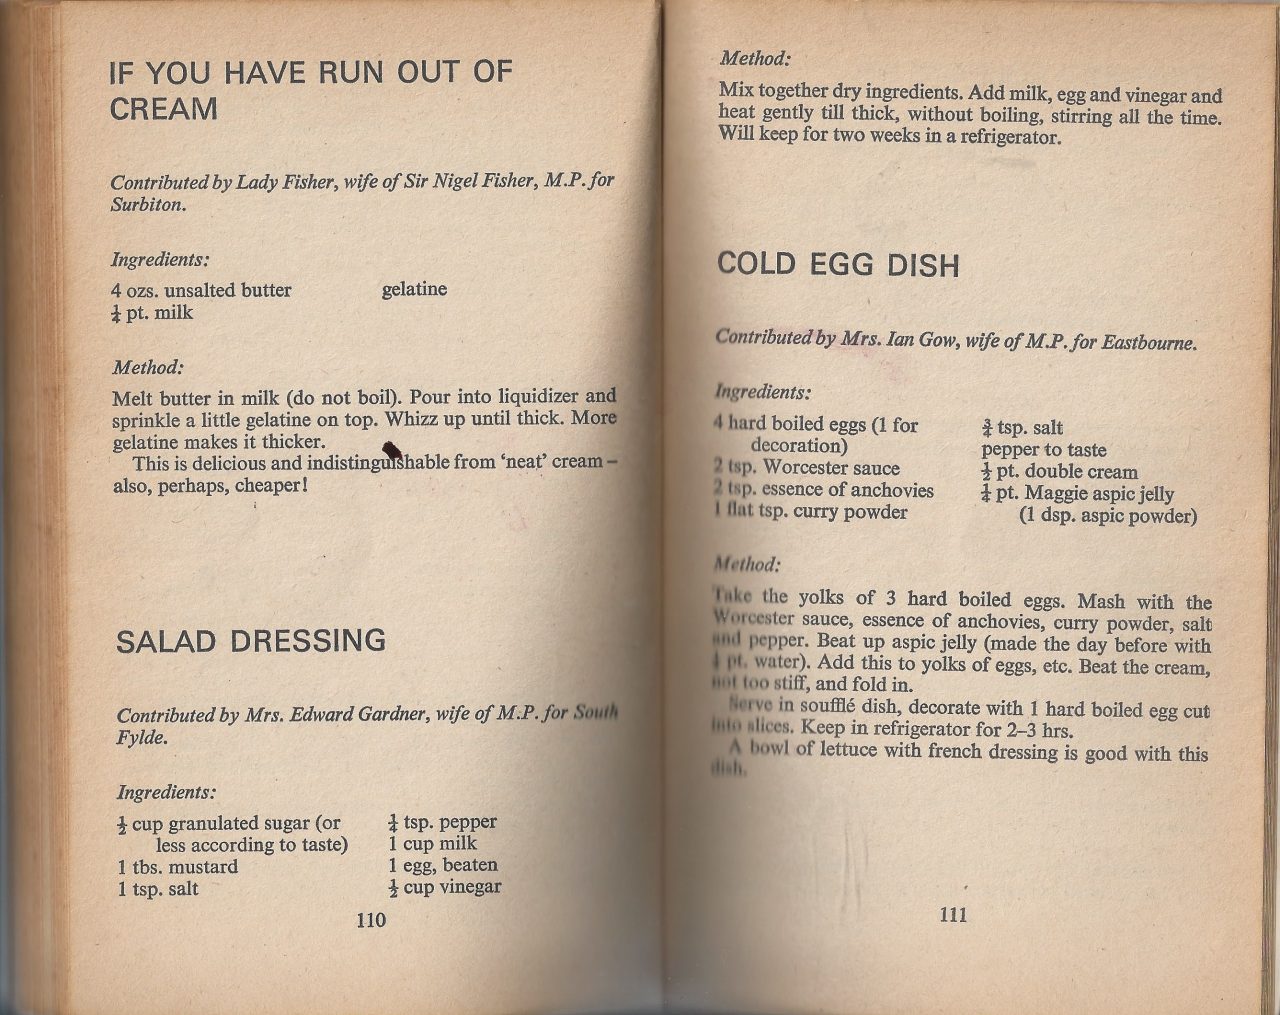 IF YOU HAVE RUN OUT OF
CREAM
Contributed by Lady Fisher, wife of Sir Nigel Fisher, M.P. for
Surbiton.
Ingredients:
4 ozs. unsalted butter gelatine
¼ pt. milk
Method:
Melt butter in milk (do not boil). Pour into liquidizer and
sprinkle a little gelatine on top. Whizz up until thick. More
gelatine makes it thicker.
This is delicious and indistinguishable from ‘neat’ cream –
also, perhaps, cheaper!
SALAD DRESSING
Contributed by Mrs. Edward Gardner, wife of M.P. for South
Fylde.
Ingredients:
½ cup granulated sugar (or ¼ tsp. pepper
less according to taste) 1 cup milk
1 tbs. mustard 1 egg, beaten
1 tsp. salt ½ cup vinegar
110
Method:
Mix together dry ingredients. Add milk, egg and vinegar and
heat gently till thick, without boiling, stirring all the time.
Will keep for two weeks in a refrigerator.
COLD EGG DISH
Contributed by Mrs. Ian Gow, wife of M.P. for Eastbourne.
Ingredients:
4 hard boiled eggs (1 for ¾ tsp. salt
decoration) pepper to taste
2 tsp. Worcester sauce ½ pt. double cream
2 tsp. essence of anchovies ¼ pt. Maggie aspic jelly
1 flat tsp. curry powder (1 dsp. aspic powder)
Method:
Take the yolks of 3 hard boiled eggs. Mash with the
Worcester sauce, essence of anchovies, curry powder, salt
and pepper. Beat up aspic jelly (made the day before with
pt. water). Add this to yolks of eggs, etc. Beat the cream,
not too stiff, and fold in.
Serve in soufflé dish, decorate with 1 hard boiled egg cut
into slices. Keep in refrigerator for 2–3 hrs.
A bowl of lettuce with french dressing is good with this
dish.
111